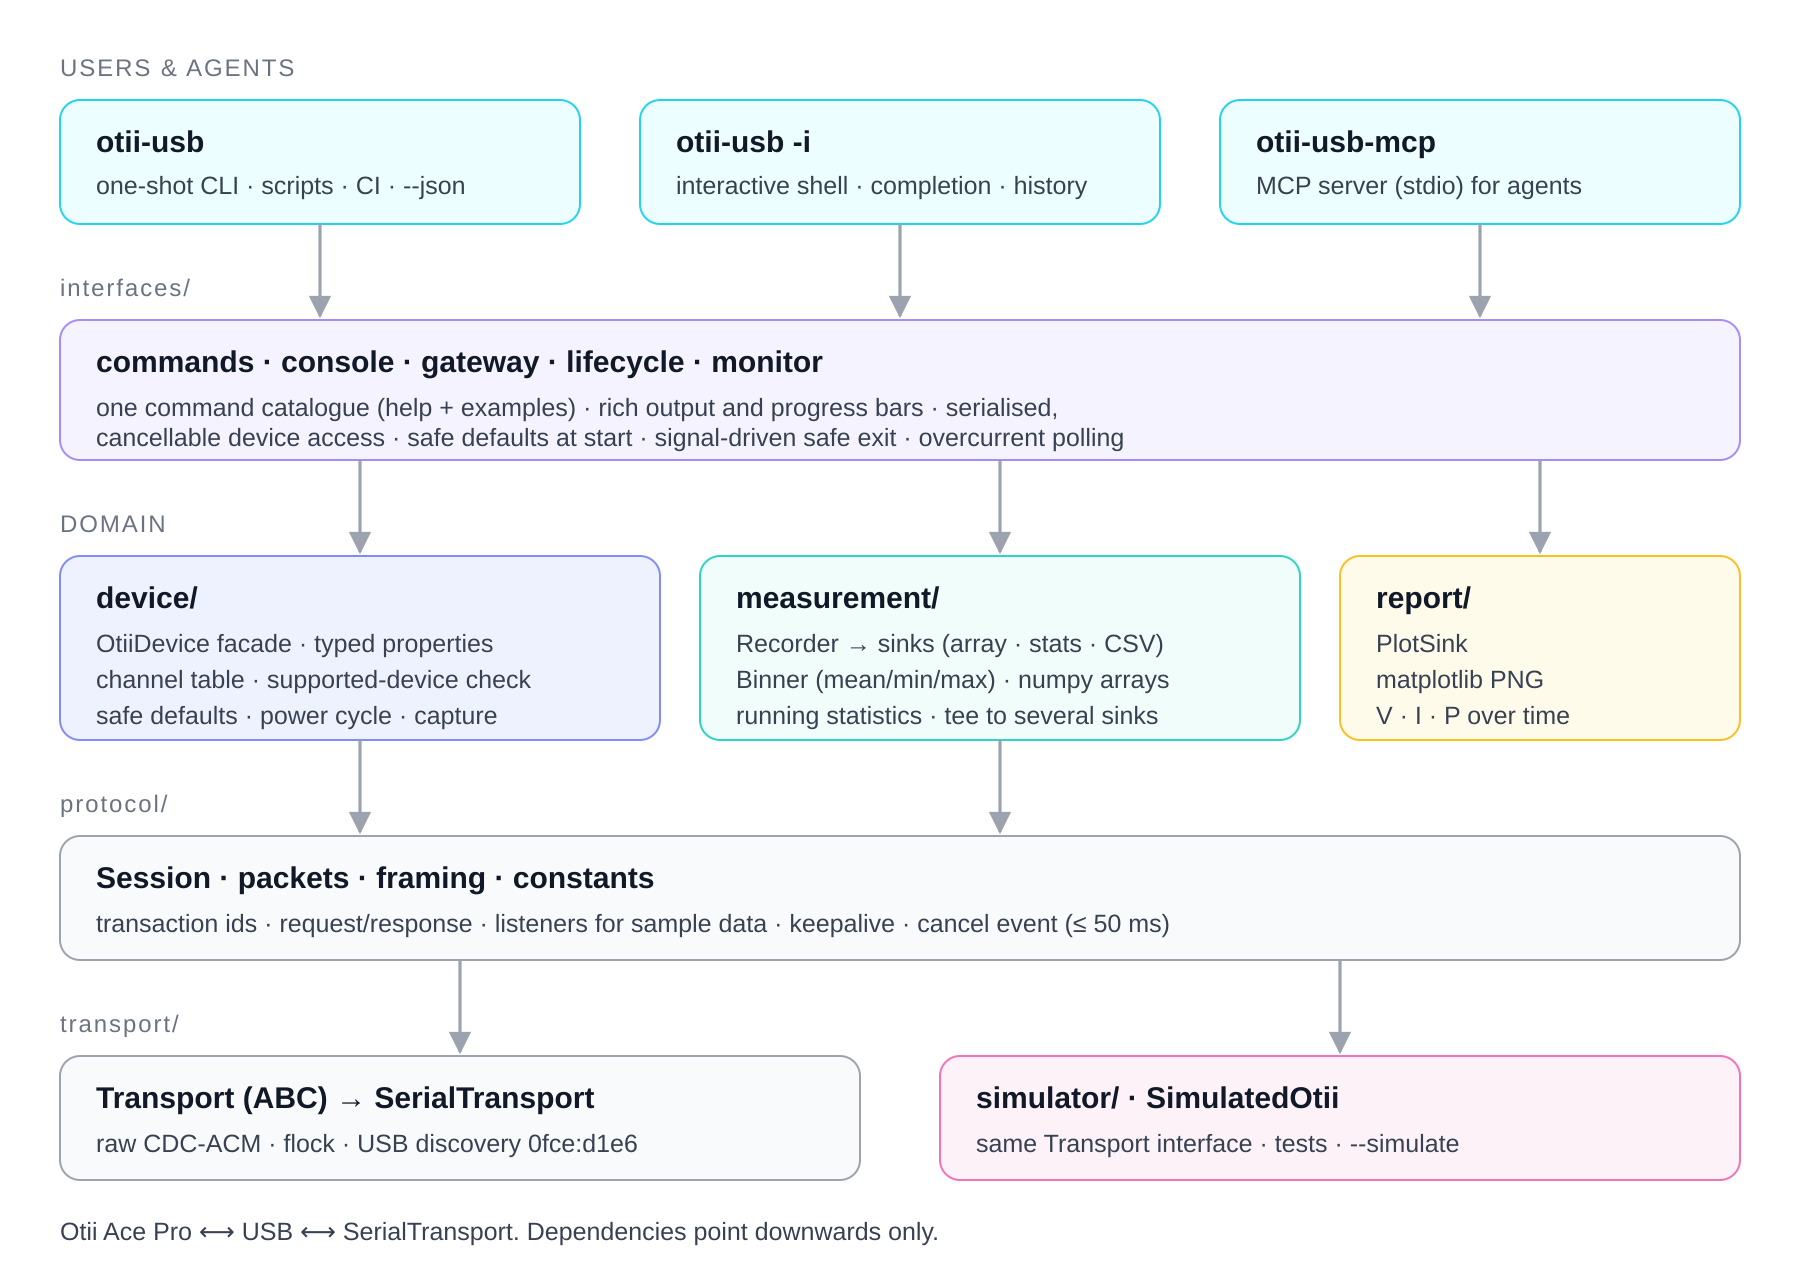 USERS & AGENTS
otii-usb
one-shot CLI · scripts · CI · --json
otii-usb -i
interactive shell · completion · history
otii-usb-mcp
MCP server (stdio) for agents
interfaces/
commands · console · gateway · lifecycle · monitor
one command catalogue (help + examples) · rich output and progress bars · serialised,
cancellable device access · safe defaults at start · signal-driven safe exit · overcurrent polling
DOMAIN
device/
OtiiDevice facade · typed properties
channel table · supported-device check
safe defaults · power cycle · capture
measurement/
Recorder → sinks (array · stats · CSV)
Binner (mean/min/max) · numpy arrays
running statistics · tee to several sinks
report/
PlotSink
matplotlib PNG
V · I · P over time
protocol/
Session · packets · framing · constants
transaction ids · request/response · listeners for sample data · keepalive · cancel event (≤ 50 ms)
transport/
Transport (ABC) → SerialTransport
raw CDC-ACM · flock · USB discovery 0fce:d1e6
simulator/ · SimulatedOtii
same Transport interface · tests · --simulate
Otii Ace Pro ⟷ USB ⟷ SerialTransport. Dependencies point downwards only.